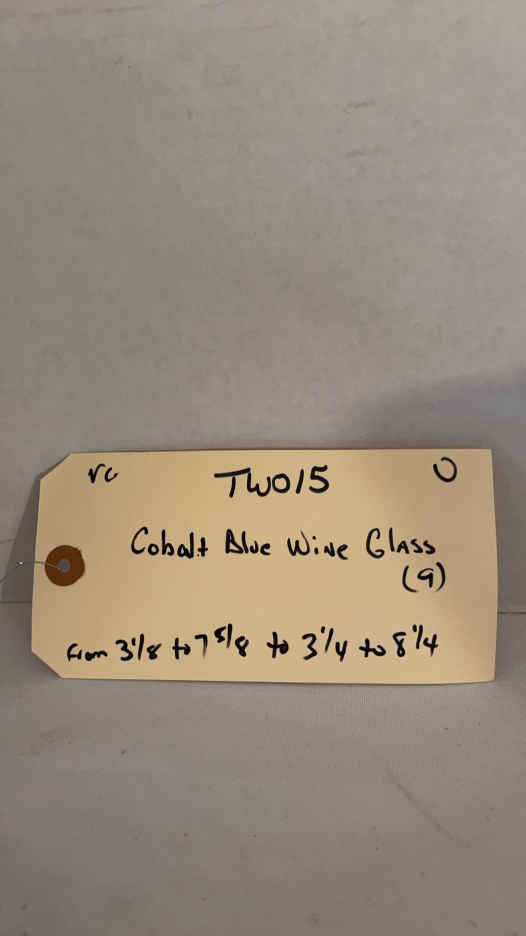 VC TW015 U
Cobalt Blue Wine Glass
(9)
From 3 1/8 to 7 5/8 to 3 1/4 to 8 1/4